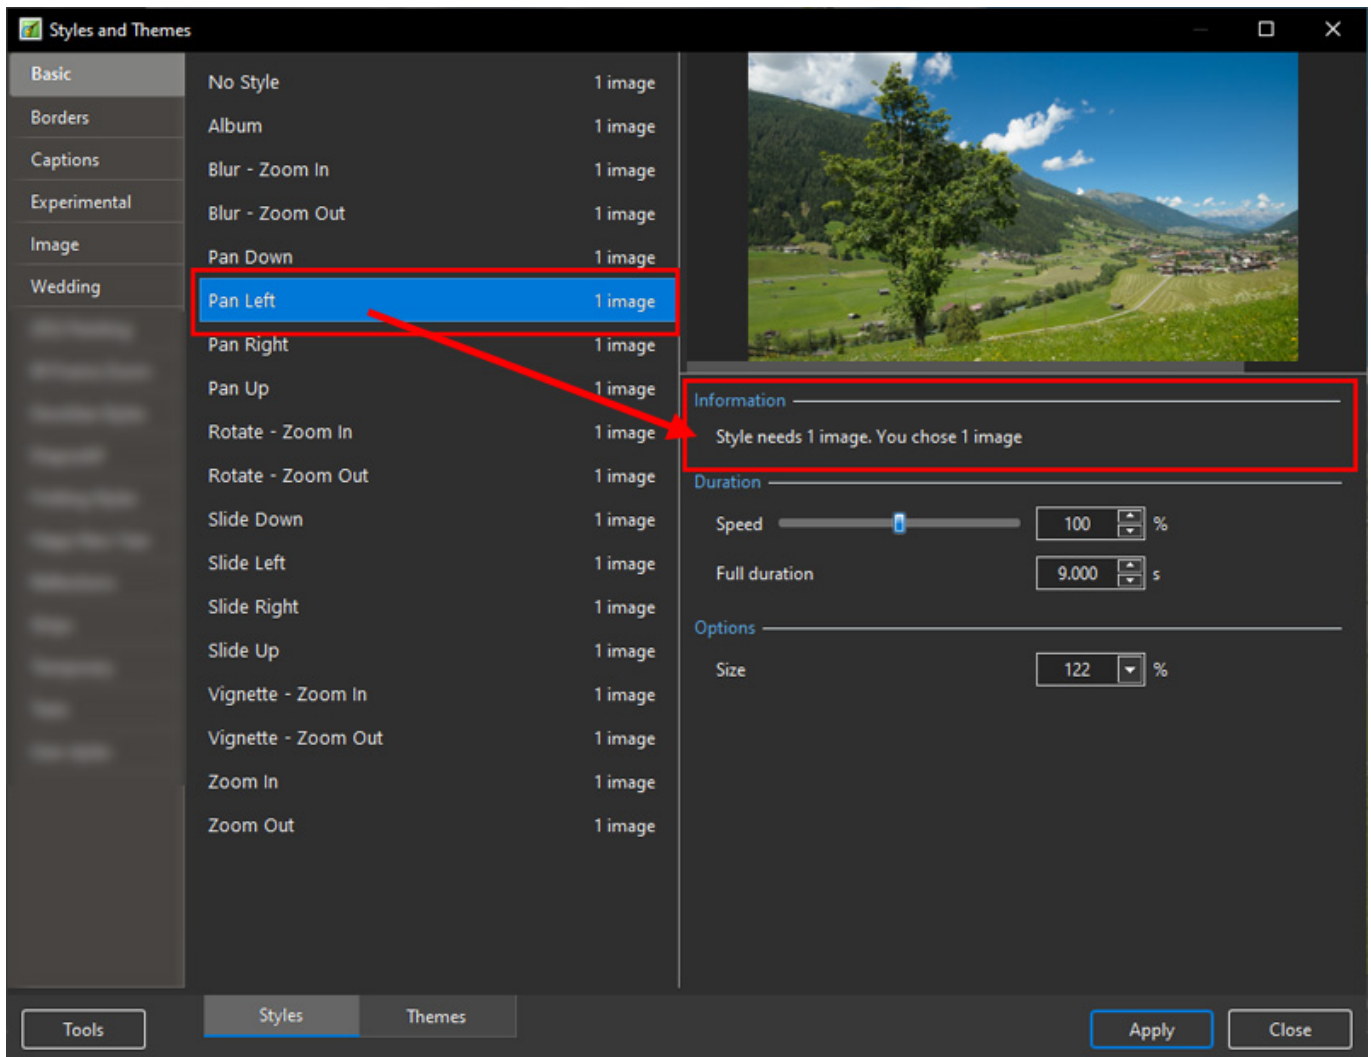 Styles and Themes
Basic
Borders
Captions
Experimental
Image
Wedding
No Style 1 image
Album 1 image
Blur - Zoom In 1 image
Blur - Zoom Out 1 image
Pan Down 1 image
Pan Left 1 image
Pan Right 1 image
Pan Up 1 image
Rotate - Zoom In 1 image
Rotate - Zoom Out 1 image
Slide Down 1 image
Slide Left 1 image
Slide Right 1 image
Slide Up 1 image
Vignette - Zoom In 1 image
Vignette - Zoom Out 1 image
Zoom In 1 image
Zoom Out 1 image
Information
Style needs 1 image. You chose 1 image
Duration
Speed 100 %
Full duration 9.000 s
Options
Size 122 %
Tools
Styles Themes
Apply Close